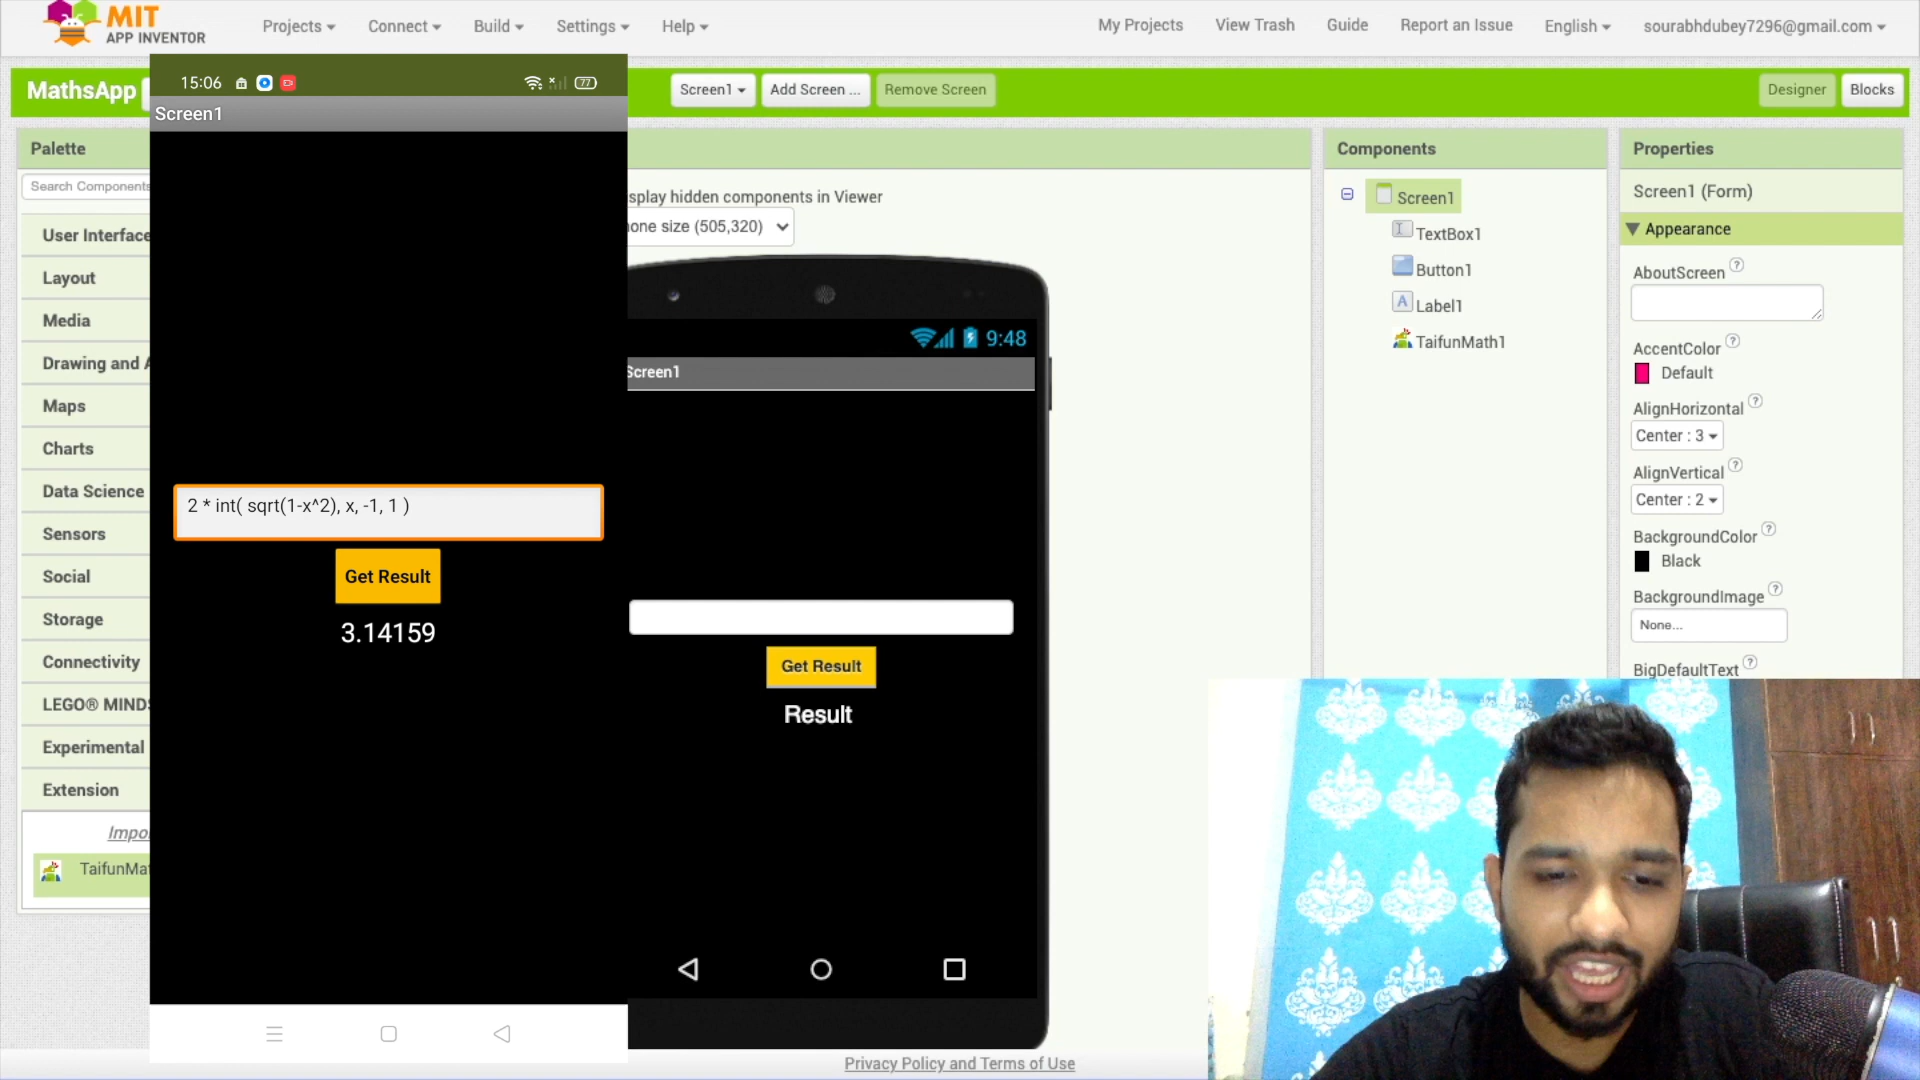 MIT
APP INVENTOR
Projects
Connect
Build
Settings
Help
My Projects
View Trash
Guide
Report an Issue
English
sourabhdubey7296@gmail.com
MathsApp
Screen1
Add Screen ...
Remove Screen
Designer
Blocks
15:06
77
Screen1
2 * int( sqrt(1-x^2), x, -1, 1 )
Get Result
3.14159
Palette
Search Components
User Interface
Layout
Media
Drawing and A
Maps
Charts
Data Science
Sensors
Social
Storage
Connectivity
LEGO® MINDS
Experimental
Extension
Impo
TaifunMat
splay hidden components in Viewer
one size (505,320)
9:48
Screen1
Get Result
Result
Components
Screen1
TextBox1
Button1
Label1
TaifunMath1
Properties
Screen1 (Form)
Appearance
AboutScreen ?
AccentColor ?
Default
AlignHorizontal ?
Center : 3
AlignVertical ?
Center : 2
BackgroundColor ?
Black
BackgroundImage ?
None...
BigDefaultText ?
Privacy Policy and Terms of Use